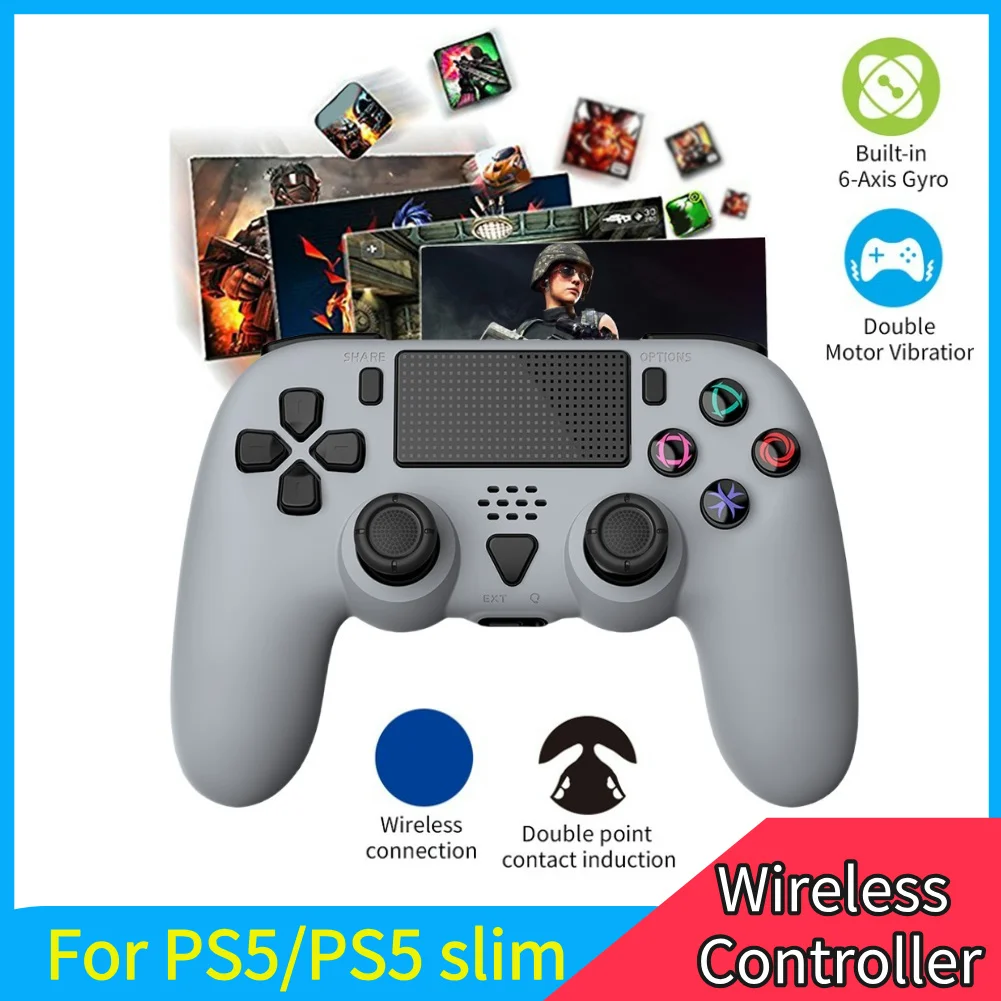 Built-in
6-Axis Gyro
Double
Motor Vibratior
SHARE
OPTIONS
EXT
Wireless
connection
Double point
contact induction
For PS5/PS5 slim
Wireless
Controller